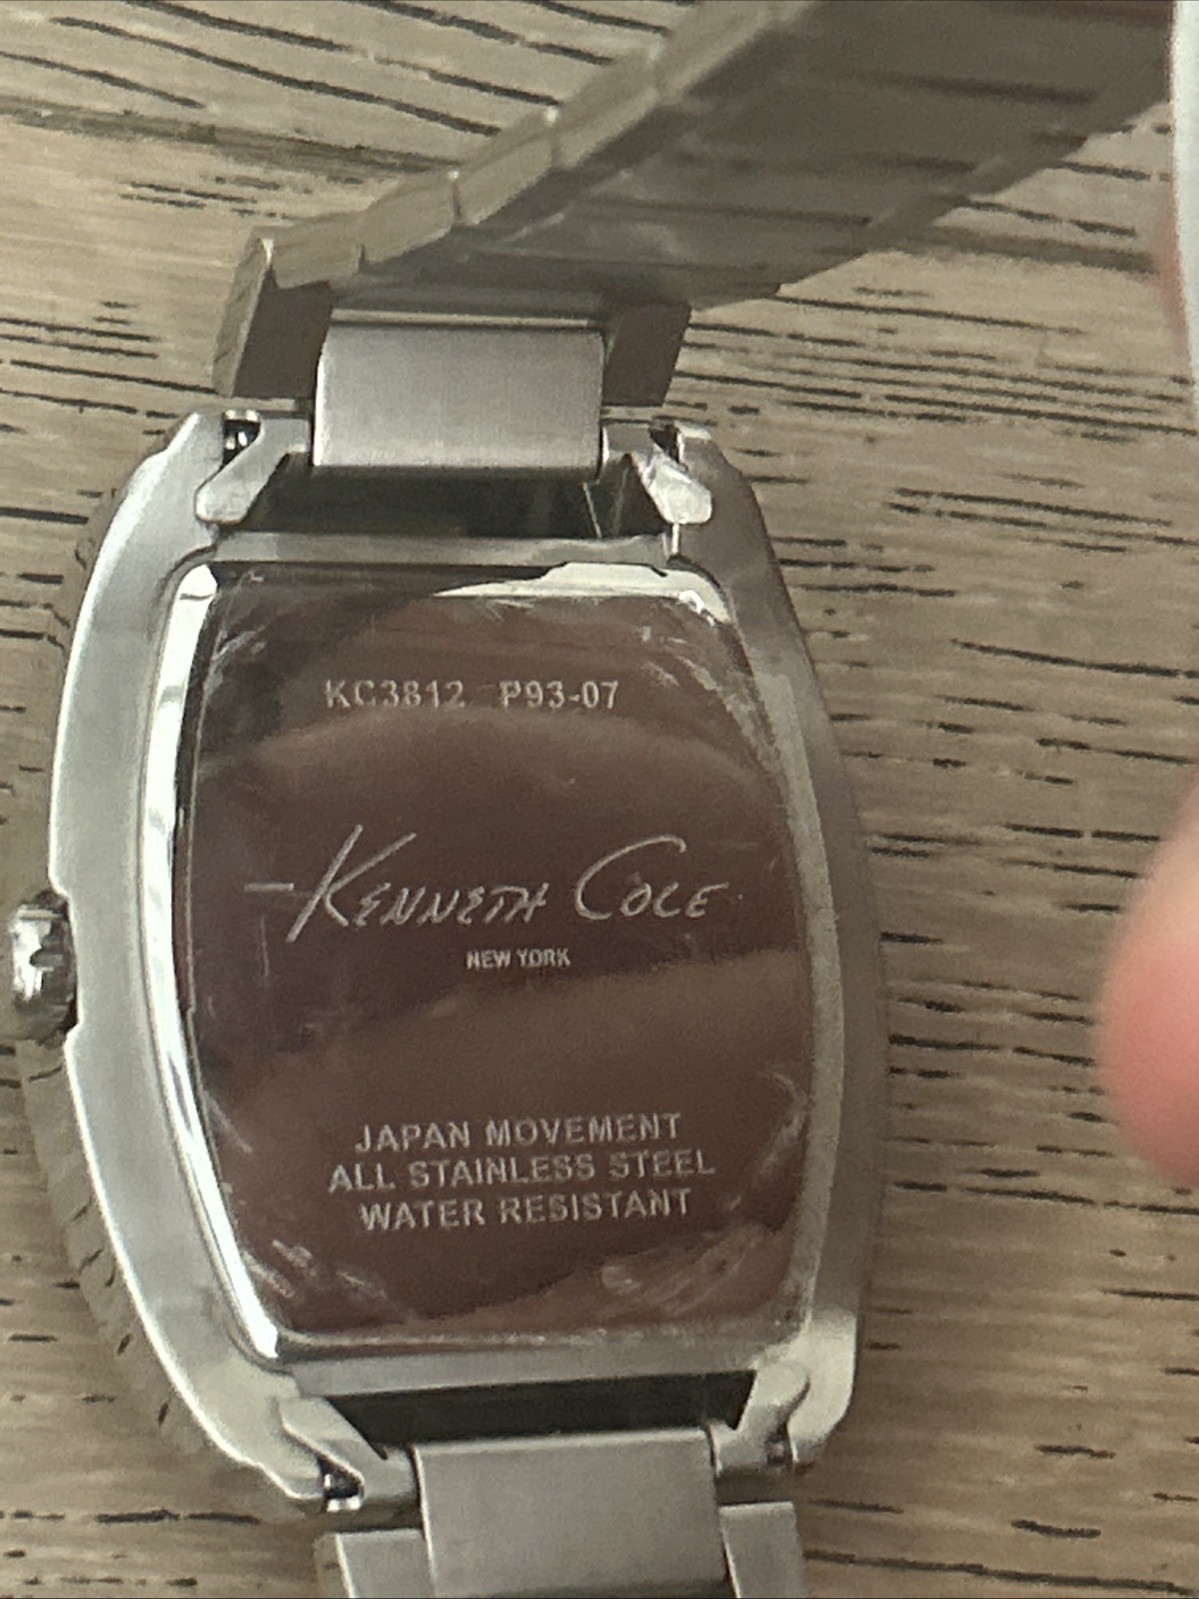 KC3812 P93-07
KENNETH COLE
NEW YORK
JAPAN MOVEMENT
ALL STAINLESS STEEL
WATER RESISTANT